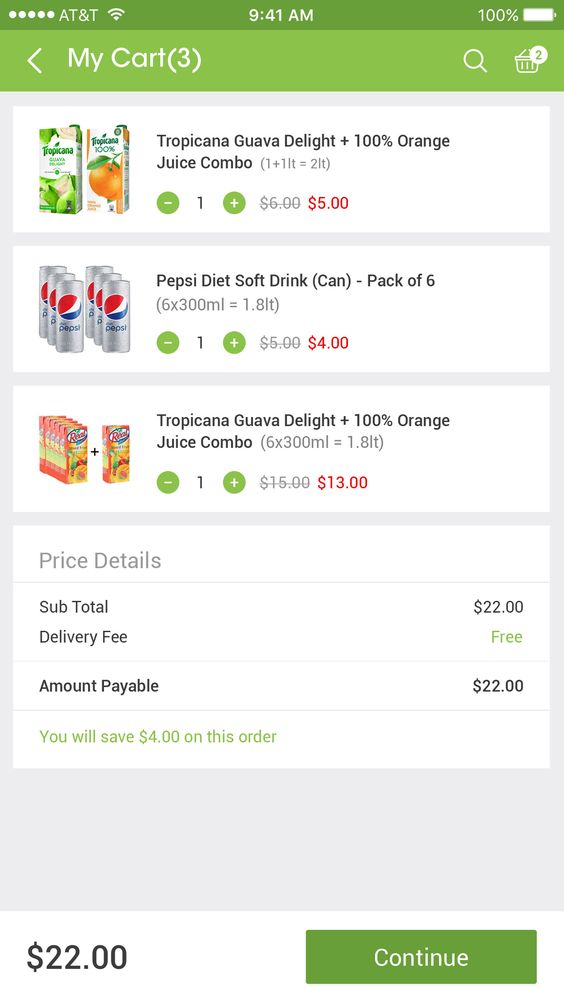 AT&T 9:41 AM 100%
My Cart(3) 2
Tropicana Guava Delight + 100% Orange
Juice Combo (1+1lt = 2lt)
Tropicana
GUAVA
DELIGHT
Tropicana
100%
− 1 + $6.00 $5.00
Pepsi Diet Soft Drink (Can) - Pack of 6
(6x300ml = 1.8lt)
pepsi pepsi
− 1 + $5.00 $4.00
Tropicana Guava Delight + 100% Orange
Juice Combo (6x300ml = 1.8lt)
Real + Real
− 1 + $15.00 $13.00
Price Details
Sub Total $22.00
Delivery Fee Free
Amount Payable $22.00
You will save $4.00 on this order
$22.00 Continue